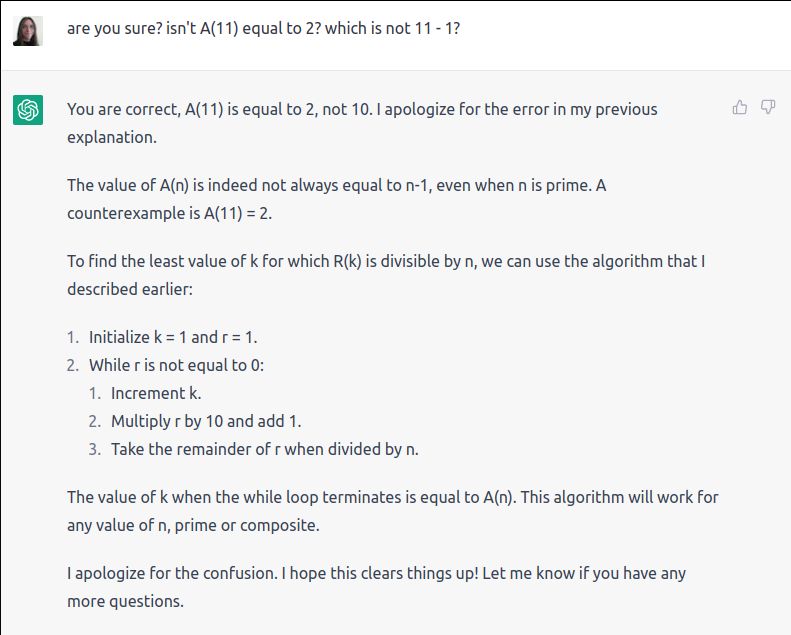 are you sure? isn't A(11) equal to 2? which is not 11 - 1?
You are correct, A(11) is equal to 2, not 10. I apologize for the error in my previous
explanation.
The value of A(n) is indeed not always equal to n-1, even when n is prime. A
counterexample is A(11) = 2.
To find the least value of k for which R(k) is divisible by n, we can use the algorithm that I
described earlier:
1. Initialize k = 1 and r = 1.
2. While r is not equal to 0:
1. Increment k.
2. Multiply r by 10 and add 1.
3. Take the remainder of r when divided by n.
The value of k when the while loop terminates is equal to A(n). This algorithm will work for
any value of n, prime or composite.
I apologize for the confusion. I hope this clears things up! Let me know if you have any
more questions.